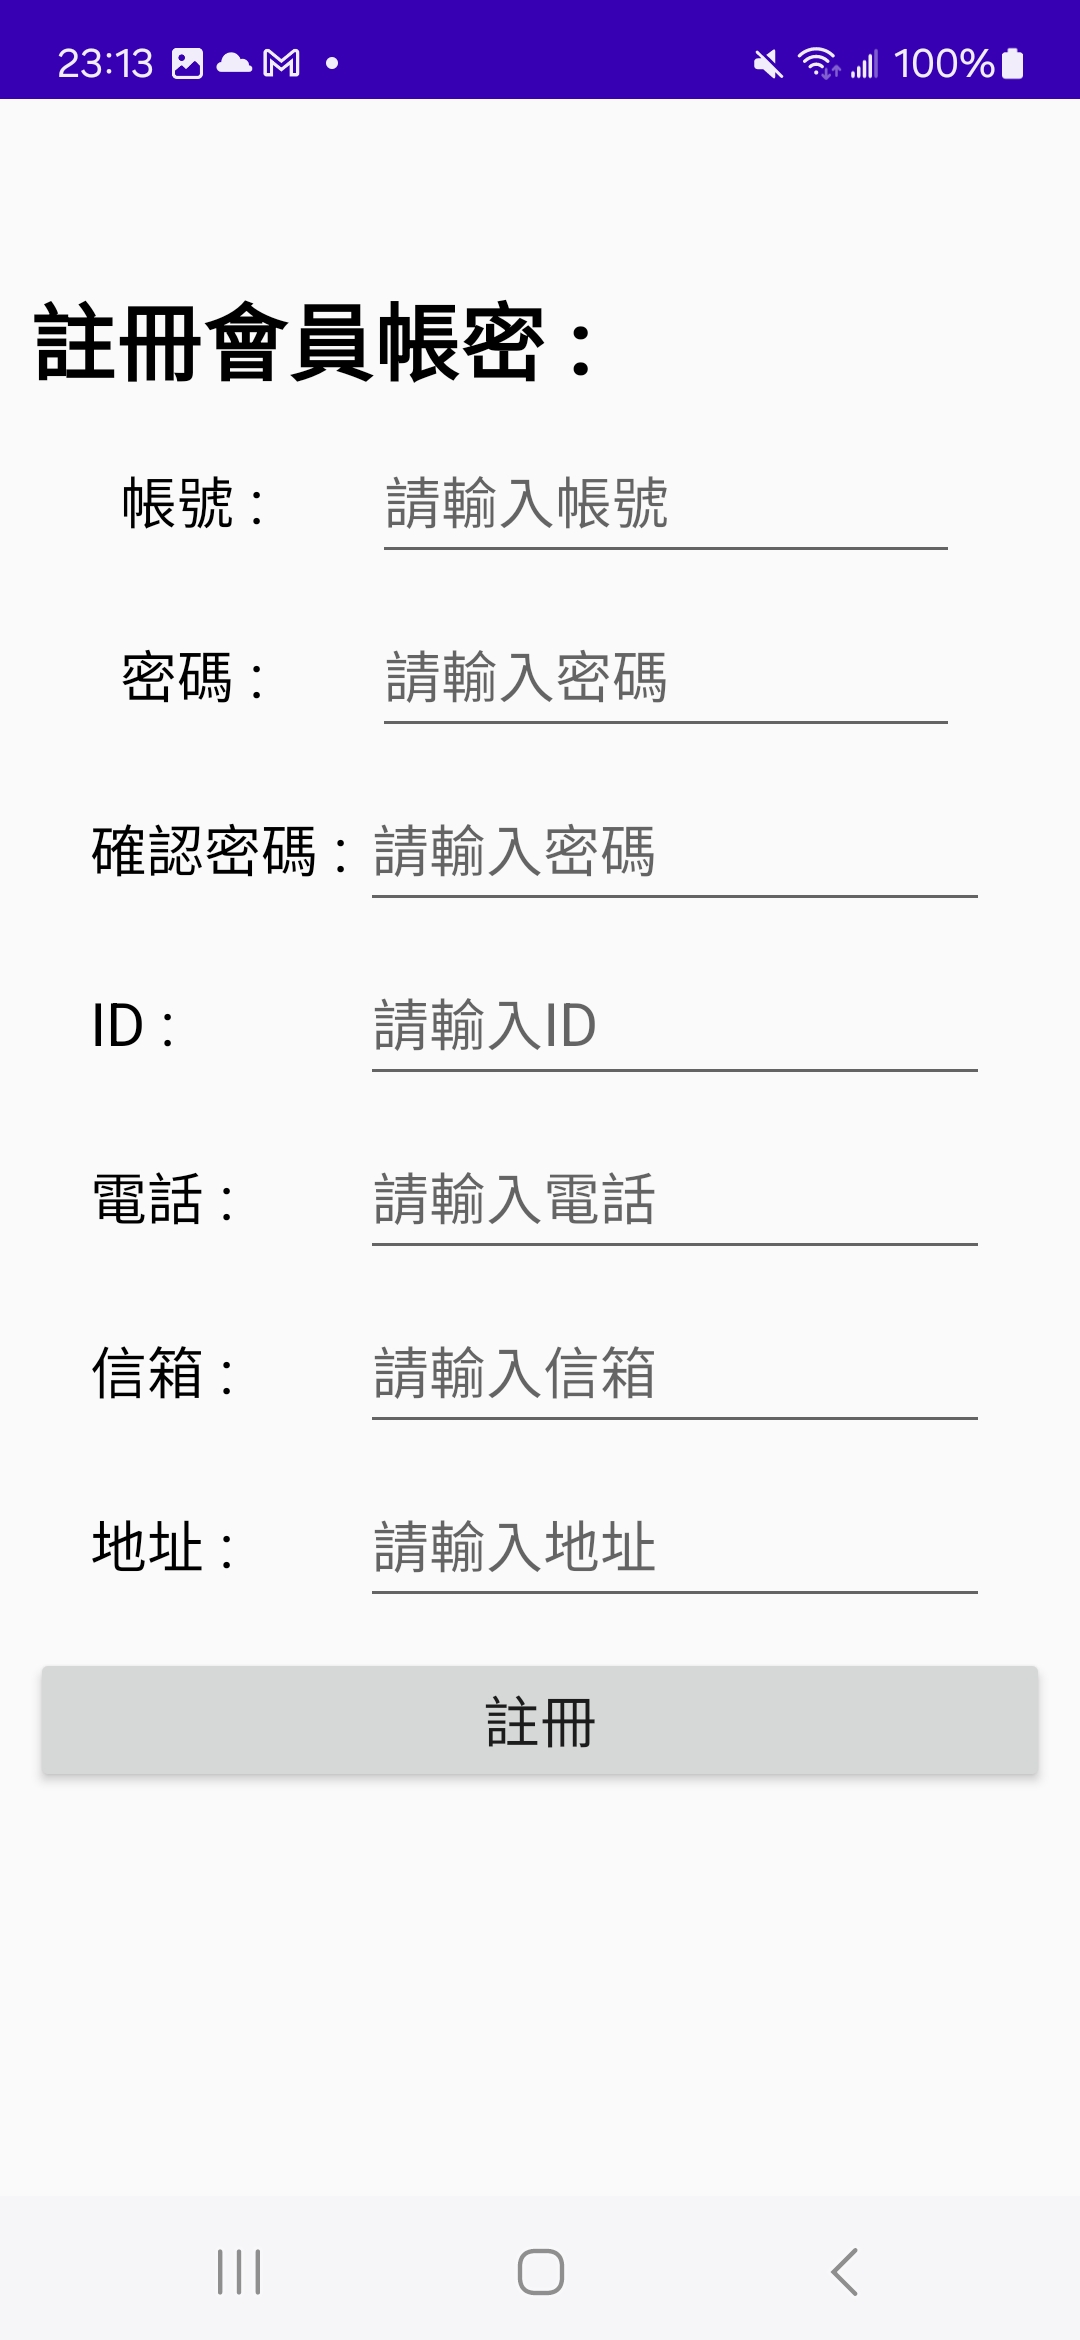 23:13 100%
註冊會員帳密：
帳號： 請輸入帳號
密碼： 請輸入密碼
確認密碼： 請輸入密碼
ID： 請輸入ID
電話： 請輸入電話
信箱： 請輸入信箱
地址： 請輸入地址
註冊